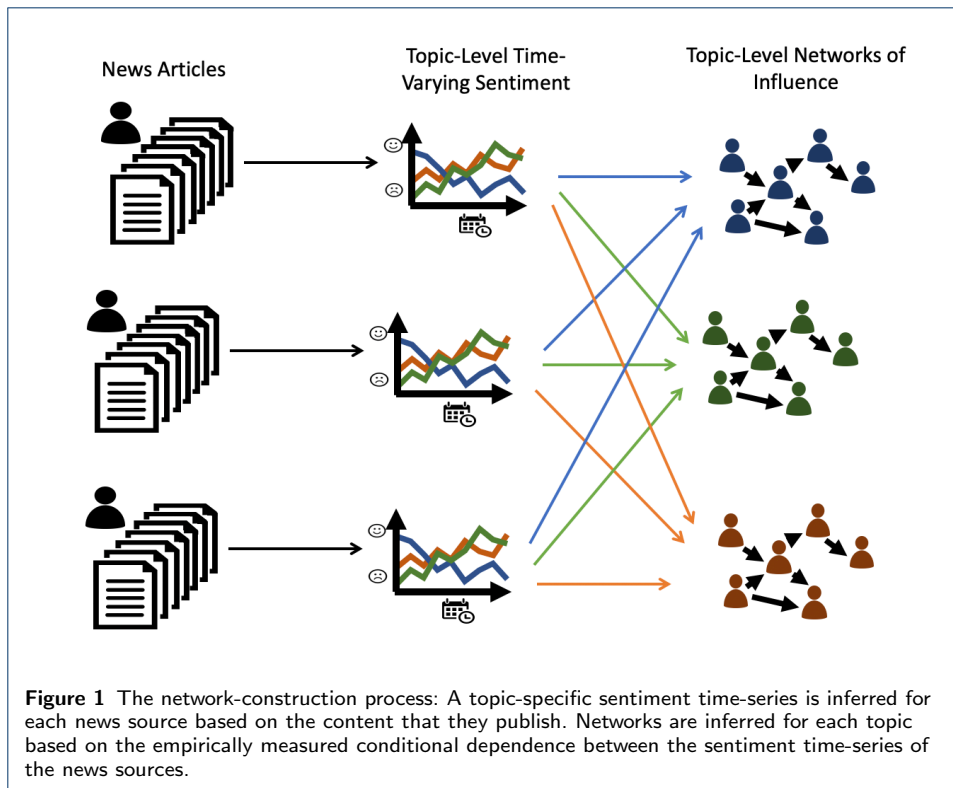 News Articles
Topic-Level Time-
Varying Sentiment
Topic-Level Networks of
Influence
Figure 1 The network-construction process: A topic-specific sentiment time-series is inferred for
each news source based on the content that they publish. Networks are inferred for each topic
based on the empirically measured conditional dependence between the sentiment time-series of
the news sources.